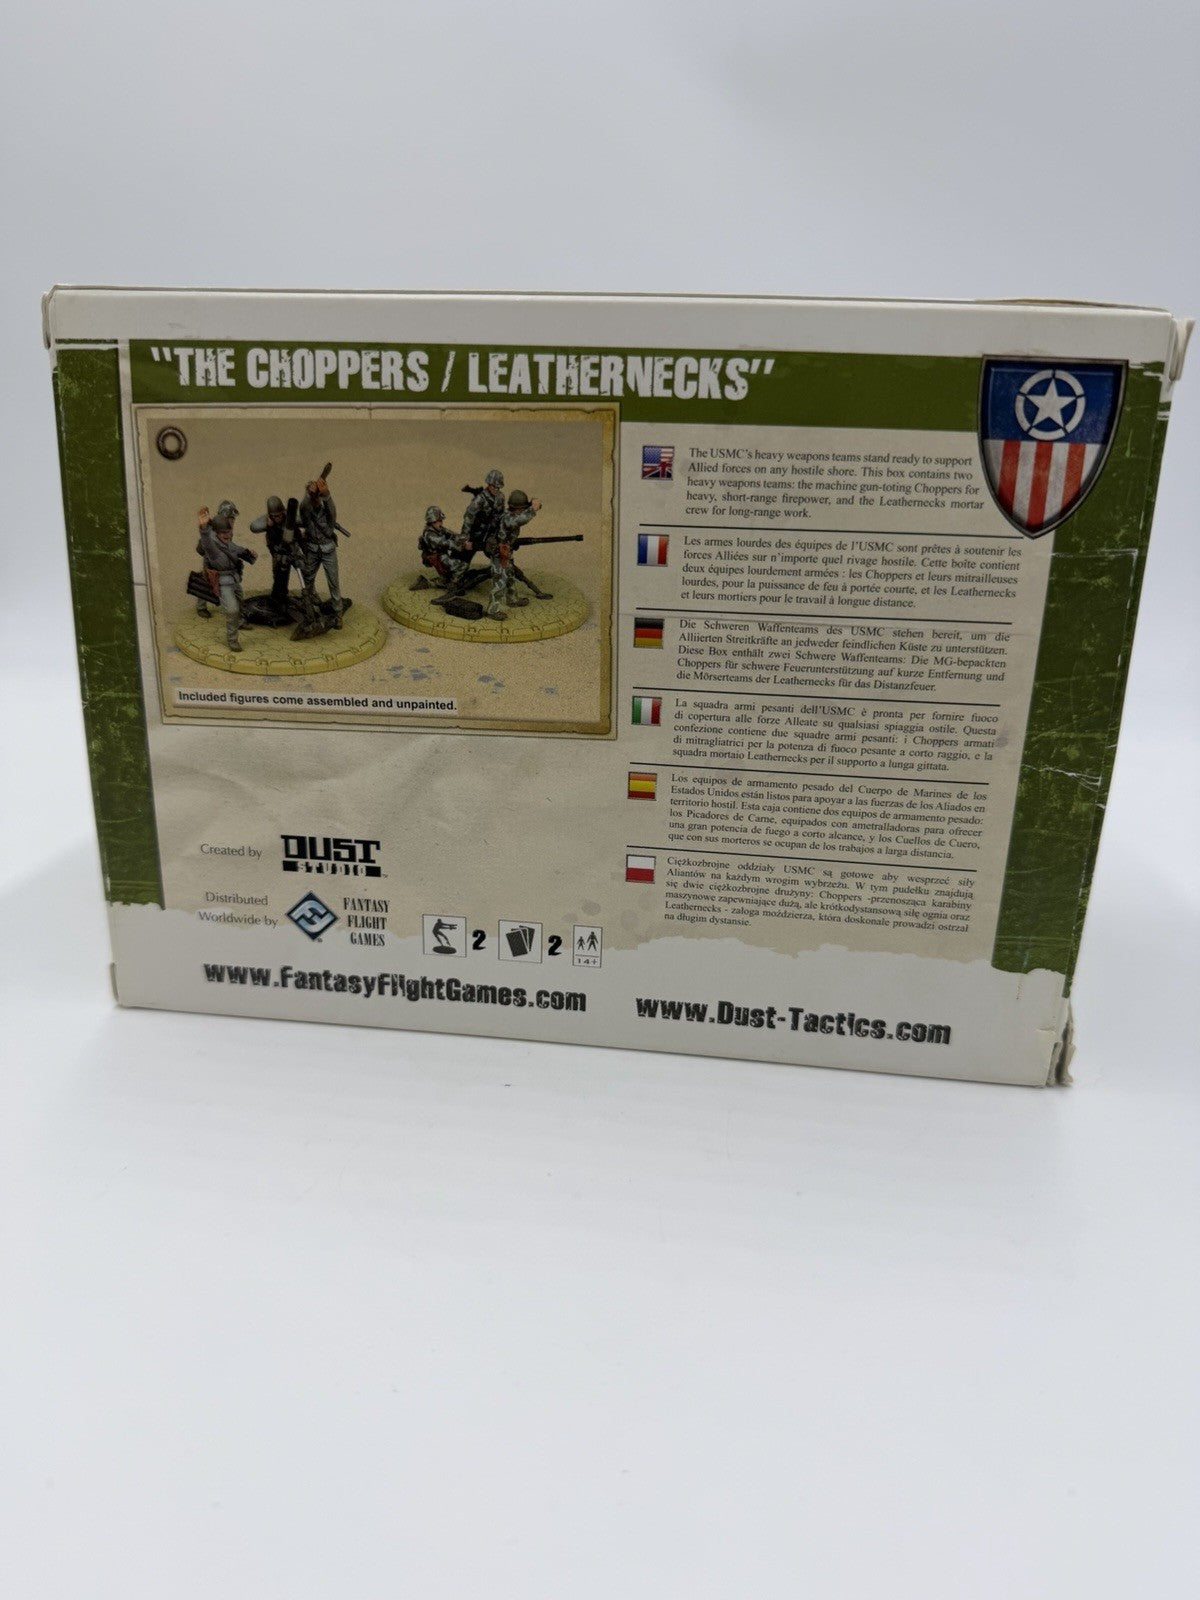 "THE CHOPPERS / LEATHERNECKS"
Included figures come assembled and unpainted.
The USMC's heavy weapons teams stand ready to support
Allied forces on any hostile shore. This box contains two
heavy weapons teams: the machine gun-toting Choppers for
heavy, short-range firepower, and the Leathernecks mortar
crew for long-range work.
Les armes lourdes des équipes de l'USMC sont prêtes à soutenir les
forces Alliées sur n'importe quel rivage hostile. Cette boîte contient
deux équipes lourdement armées : les Choppers et leurs mitrailleuses
lourdes, pour la puissance de feu à portée courte, et les Leathernecks
et leurs mortiers pour le travail à longue distance.
Die Schweren Waffenteams des USMC stehen bereit, um die
Alliierten Streitkräfte an jedweder feindlichen Küste zu unterstützen.
Diese Box enthält zwei Schwere Waffenteams: Die MG-bepackten
Choppers für schwere Feuerunterstützung auf kurze Entfernung und
die Mörserteams der Leathernecks für das Distanzfeuer.
La squadra armi pesanti dell'USMC è pronta per fornire fuoco
di copertura alle forze Alleate su qualsiasi spiaggia ostile. Questa
confezione contiene due squadre armi pesanti: i Choppers armati
di mitragliatrici per la potenza di fuoco pesante a corto raggio, e la
squadra mortaio Leathernecks per il supporto a lunga gittata.
Los equipos de armamento pesado del Cuerpo de Marines de los
Estados Unidos están listos para apoyar a las fuerzas de los Aliados en
territorio hostil. Esta caja contiene dos equipos de armamento pesado:
los Picadores de Carne, equipados con ametralladoras para ofrecer
una gran potencia de fuego a corto alcance, y los Cuellos de Cuero,
que con sus morteros se ocupan de los trabajos a larga distancia.
Ciężkozbrojne oddziały USMC są gotowe aby wesprzeć siły
Aliantów na każdym wrogim wybrzeżu. W tym pudełku znajdują
się dwie ciężkozbrojne drużyny: Choppers -przenosząca karabiny
maszynowe zapewniające dużą, ale krótkodystansową siłę ognia oraz
Leathernecks - załoga moździerza, która doskonale prowadzi ostrzał
na długim dystansie.
Created by DUST
STUDIO
Distributed
Worldwide by
FANTASY
FLIGHT
GAMES
2
2
14+
www.FantasyFlightGames.com
www.Dust-Tactics.com